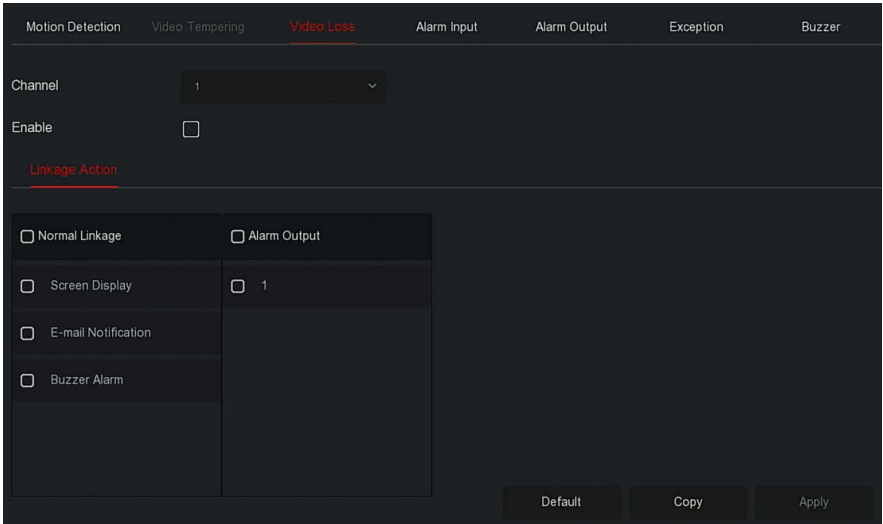 Motion Detection Video Tempering Video Loss Alarm Input Alarm Output Exception Buzzer
Channel 1
Enable
Linkage Action
Normal Linkage Alarm Output
Screen Display 1
E-mail Notification
Buzzer Alarm
Default Copy Apply